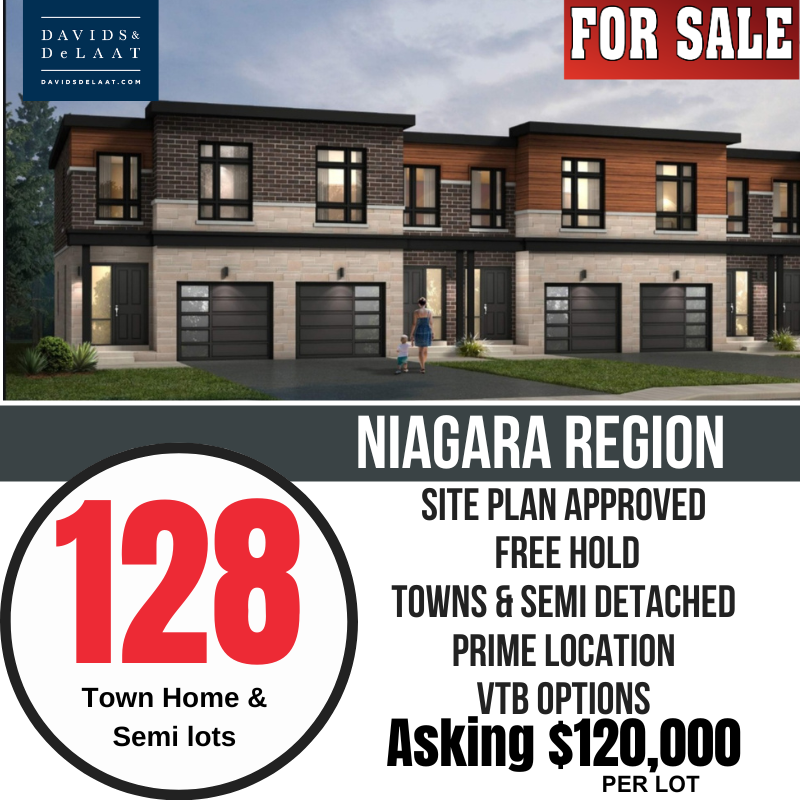 DAVIDS&
DeLAAT
DAVIDSDELAAT.COM
FOR SALE
NIAGARA REGION
128
Town Home &
Semi lots
SITE PLAN APPROVED
FREE HOLD
TOWNS & SEMI DETACHED
PRIME LOCATION
VTB OPTIONS
Asking $120,000
PER LOT